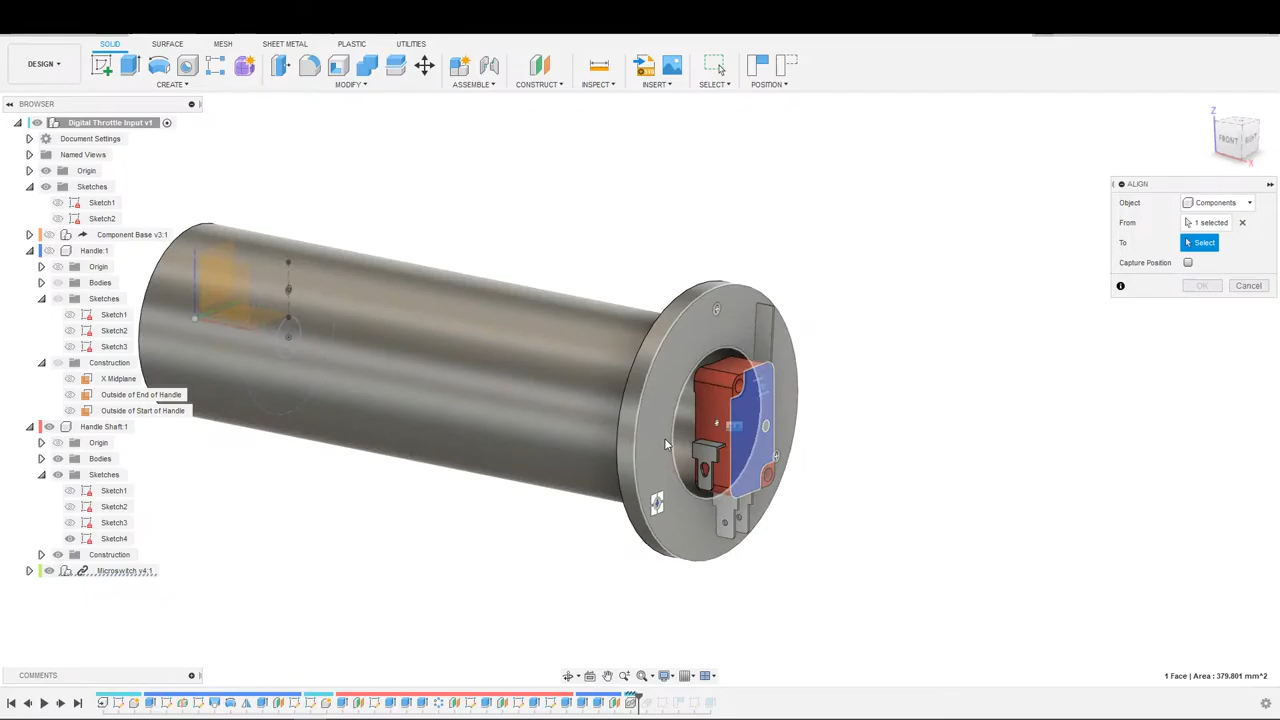 SOLID SURFACE MESH SHEET METAL PLASTIC UTILITIES
DESIGN
CREATE MODIFY ASSEMBLE CONSTRUCT INSPECT INSERT SELECT POSITION
BROWSER
Digital Throttle Input v1
Document Settings
Named Views
Origin
Sketches
Sketch1
Sketch2
Component Base v3:1
Handle:1
Origin
Bodies
Sketches
Sketch1
Sketch2
Sketch3
Construction
X Midplane
Outside of End of Handle
Outside of Start of Handle
Handle Shaft:1
Origin
Bodies
Sketches
Sketch1
Sketch2
Sketch3
Sketch4
Construction
Microswitch v4:1
Z
FRONT RIGHT
X
ALIGN
Object Components
From 1 selected
To Select
Capture Position
OK Cancel
COMMENTS
1 Face | Area : 379.801 mm^2